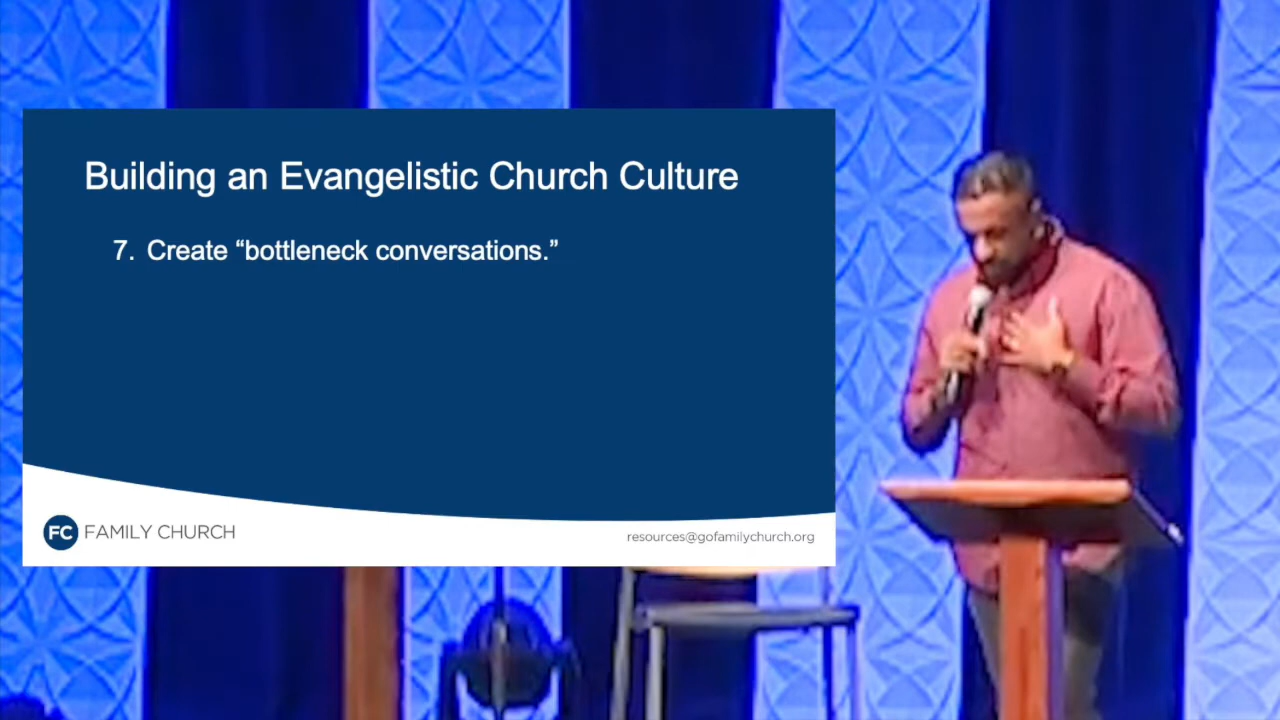 Building an Evangelistic Church Culture
7. Create “bottleneck conversations.”
FC FAMILY CHURCH
resources@gofamilychurch.org